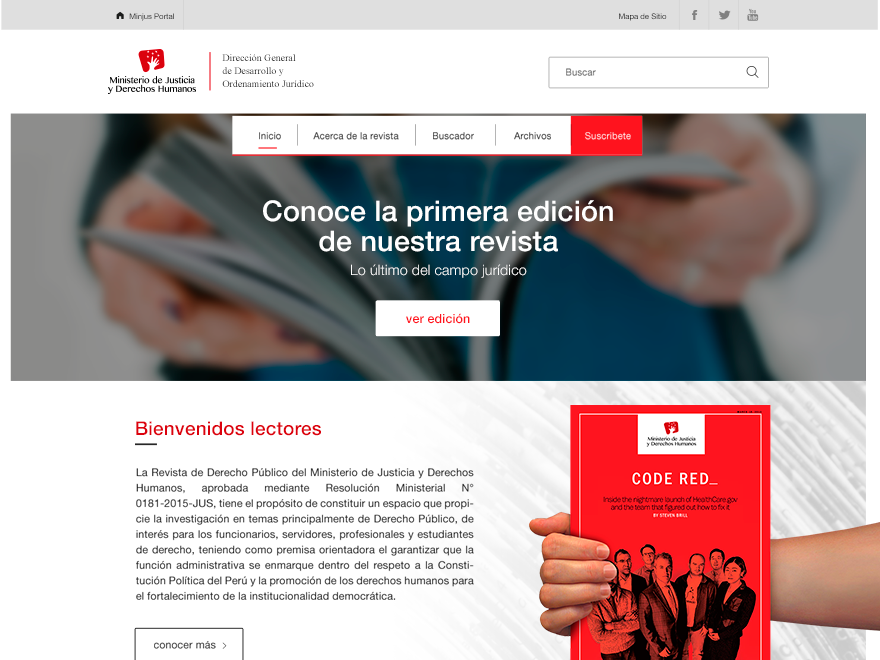 Minjus Portal
Mapa de Sitio
Ministerio de Justicia
y Derechos Humanos
Dirección General
de Desarrollo y
Ordenamiento Jurídico
Buscar
Inicio
Acerca de la revista
Buscador
Archivos
Suscribete
Conoce la primera edición
de nuestra revista
Lo último del campo jurídico
ver edición
Bienvenidos lectores
La Revista de Derecho Público del Ministerio de Justicia y Derechos
Humanos, aprobada mediante Resolución Ministerial N°
0181-2015-JUS, tiene el propósito de constituir un espacio que propi-
cie la investigación en temas principalmente de Derecho Público, de
interés para los funcionarios, servidores, profesionales y estudiantes
de derecho, teniendo como premisa orientadora el garantizar que la
función administrativa se enmarque dentro del respeto a la Consti-
tución Política del Perú y la promoción de los derechos humanos para
el fortalecimiento de la institucionalidad democrática.
conocer más
Ministerio de Justicia
y Derechos Humanos
CODE RED_
Inside the nightmare launch of HealthCare.gov
and the team that figured out how to fix it
BY STEVEN BRILL